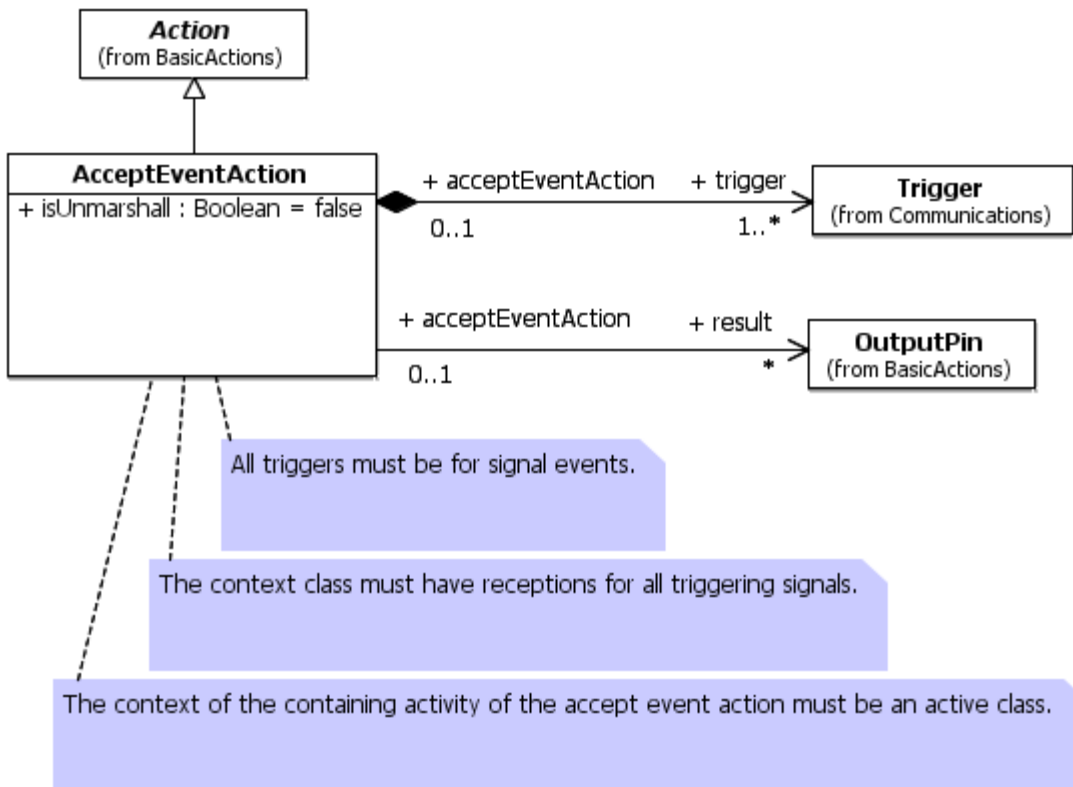 Action
(from BasicActions)
AcceptEventAction
+ isUnmarshall : Boolean = false
+ acceptEventAction
+ trigger
0..1
1..*
Trigger
(from Communications)
+ acceptEventAction
+ result
0..1
*
OutputPin
(from BasicActions)
All triggers must be for signal events.
The context class must have receptions for all triggering signals.
The context of the containing activity of the accept event action must be an active class.